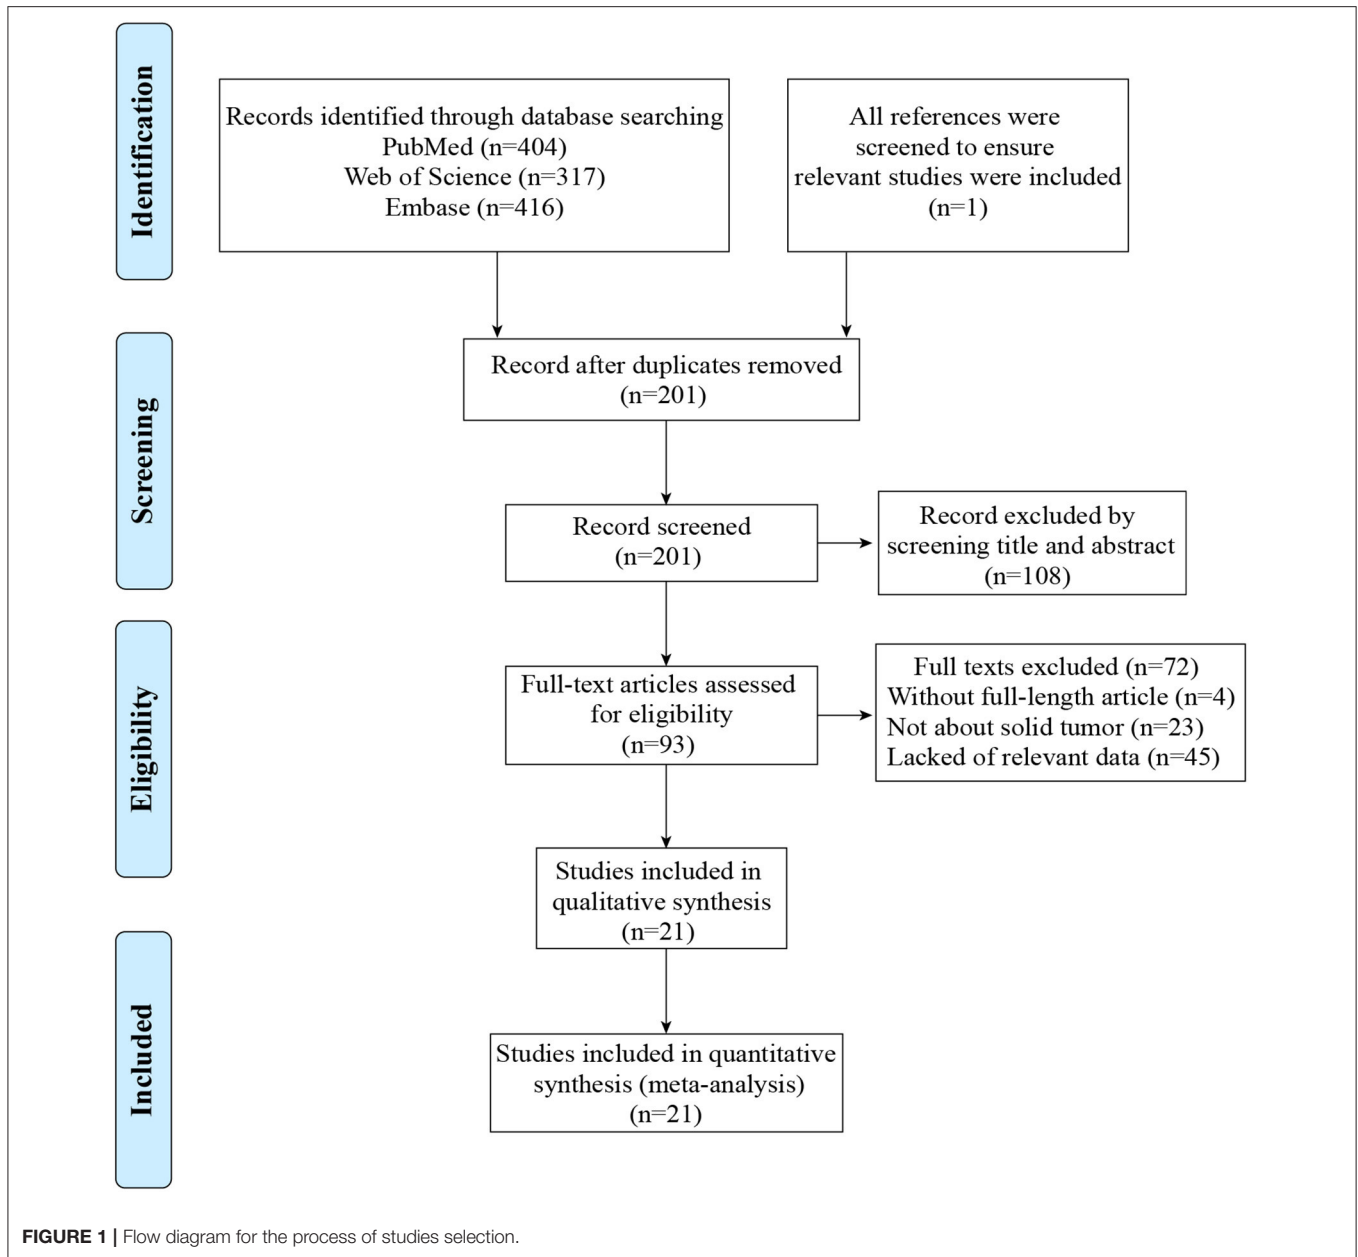 Identification
Records identified through database searching
PubMed (n=404)
Web of Science (n=317)
Embase (n=416)
All references were
screened to ensure
relevant studies were included
(n=1)
Screening
Record after duplicates removed
(n=201)
Record screened
(n=201)
Record excluded by
screening title and abstract
(n=108)
Eligibility
Full-text articles assessed
for eligibility
(n=93)
Full texts excluded (n=72)
Without full-length article (n=4)
Not about solid tumor (n=23)
Lacked of relevant data (n=45)
Studies included in
qualitative synthesis
(n=21)
Included
Studies included in quantitative
synthesis (meta-analysis)
(n=21)
FIGURE 1 | Flow diagram for the process of studies selection.